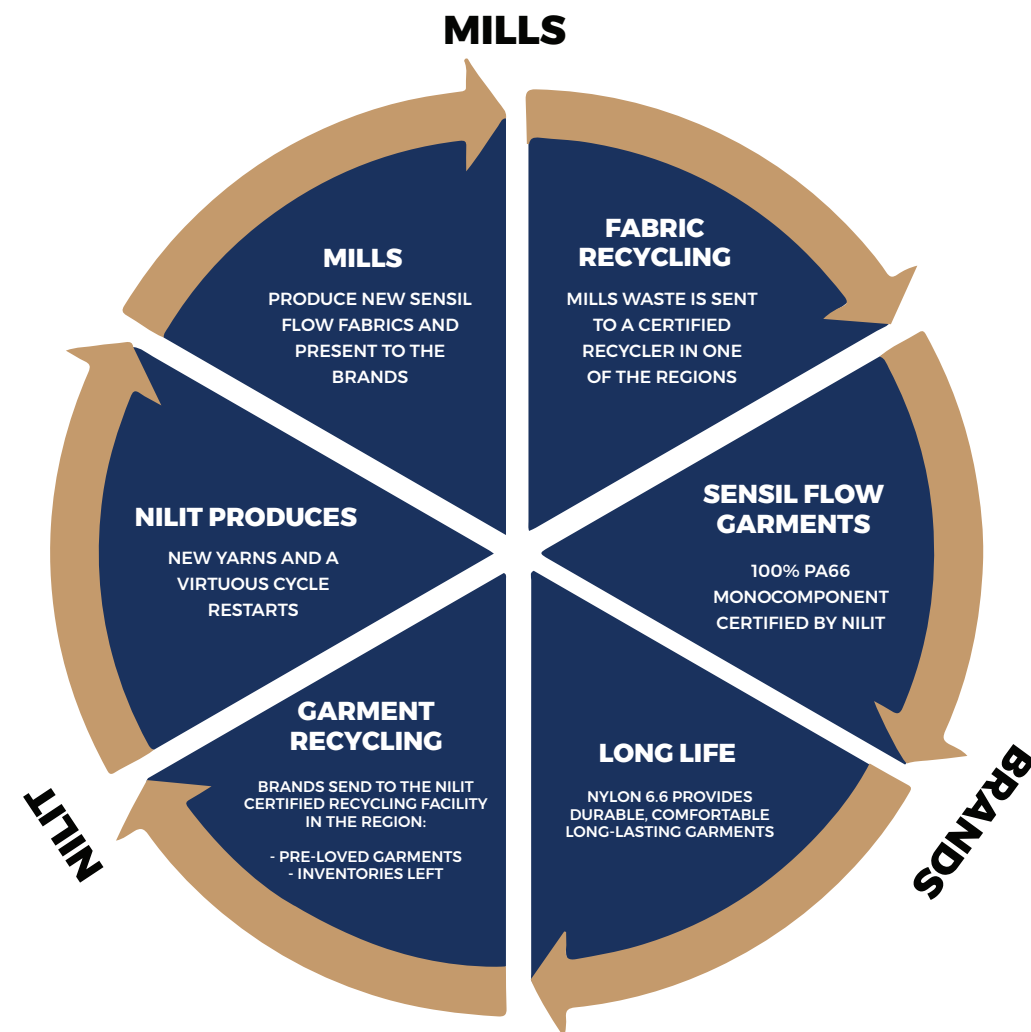 MILLS
FABRIC
RECYCLING
MILLS WASTE IS SENT
TO A CERTIFIED
RECYCLER IN ONE
OF THE REGIONS
SENSIL FLOW
GARMENTS
100% PA66
MONOCOMPONENT
CERTIFIED BY NILIT
BRANDS
LONG LIFE
NYLON 6.6 PROVIDES
DURABLE, COMFORTABLE
LONG-LASTING GARMENTS
GARMENT
RECYCLING
BRANDS SEND TO THE NILIT
CERTIFIED RECYCLING FACILITY
IN THE REGION:
- PRE-LOVED GARMENTS
- INVENTORIES LEFT
NILIT
NILIT PRODUCES
NEW YARNS AND A
VIRTUOUS CYCLE
RESTARTS
MILLS
PRODUCE NEW SENSIL
FLOW FABRICS AND
PRESENT TO THE
BRANDS